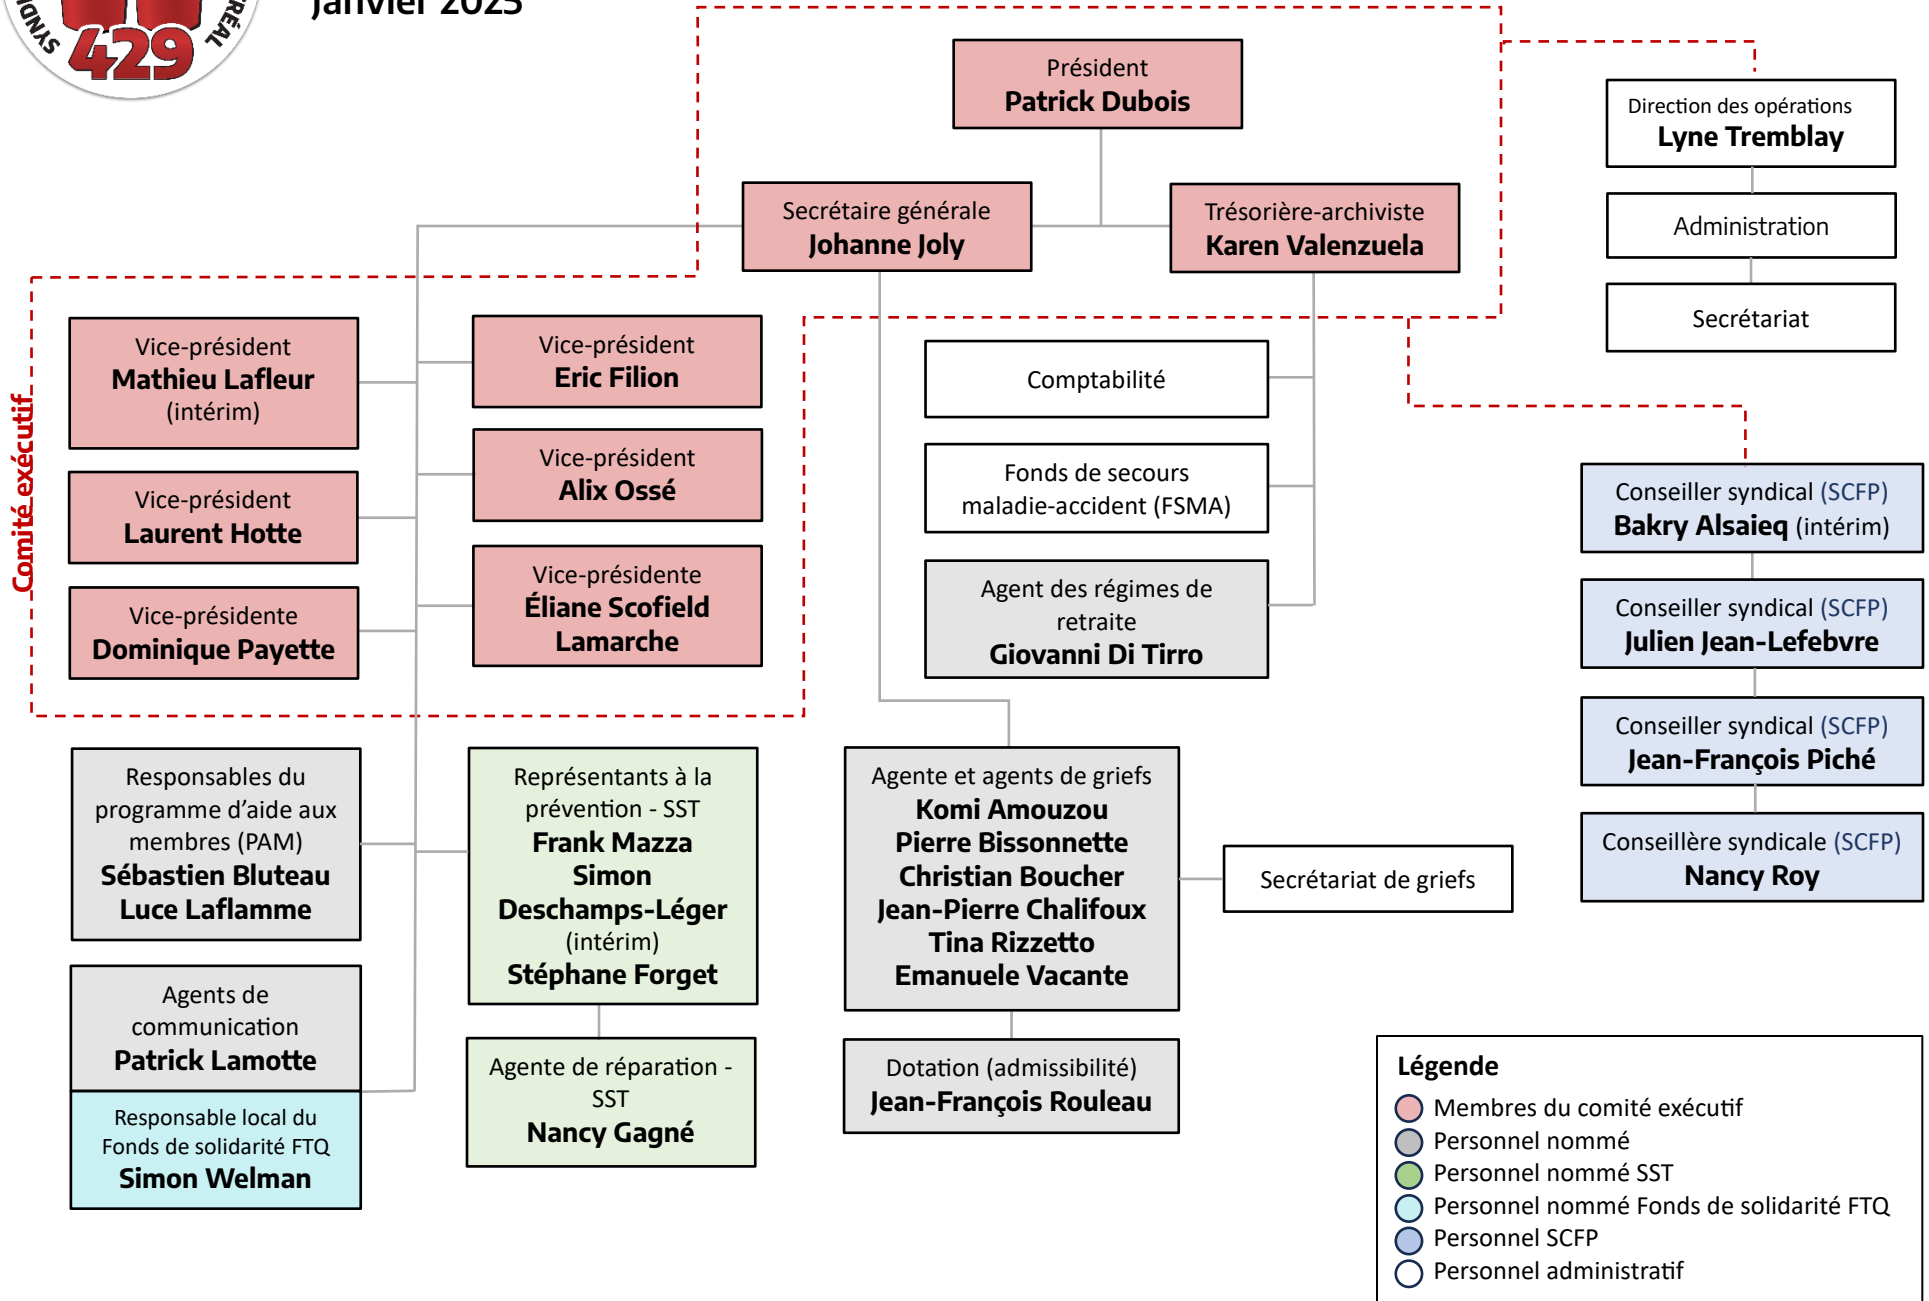 429
Janvier 2025
Président
Patrick Dubois
Direction des opérations
Lyne Tremblay
Secrétaire générale
Johanne Joly
Trésorière-archiviste
Karen Valenzuela
Administration
Secrétariat
Comité exécutif
Vice-président
Mathieu Lafleur
(intérim)
Vice-président
Eric Filion
Vice-président
Laurent Hotte
Vice-président
Alix Ossé
Vice-présidente
Dominique Payette
Vice-présidente
Éliane Scofield
Lamarche
Comptabilité
Fonds de secours
maladie-accident (FSMA)
Agent des régimes de
retraite
Giovanni Di Tirro
Conseiller syndical (SCFP)
Bakry Alsaieq (intérim)
Conseiller syndical (SCFP)
Julien Jean-Lefebvre
Conseiller syndical (SCFP)
Jean-François Piché
Conseillère syndicale (SCFP)
Nancy Roy
Responsables du
programme d'aide aux
membres (PAM)
Sébastien Bluteau
Luce Laflamme
Représentants à la
prévention - SST
Frank Mazza
Simon
Deschamps-Léger
(intérim)
Stéphane Forget
Agente et agents de griefs
Komi Amouzou
Pierre Bissonnette
Christian Boucher
Jean-Pierre Chalifoux
Tina Rizzetto
Emanuele Vacante
Secrétariat de griefs
Agents de
communication
Patrick Lamotte
Responsable local du
Fonds de solidarité FTQ
Simon Welman
Agente de réparation -
SST
Nancy Gagné
Dotation (admissibilité)
Jean-François Rouleau
Légende
Membres du comité exécutif
Personnel nommé
Personnel nommé SST
Personnel nommé Fonds de solidarité FTQ
Personnel SCFP
Personnel administratif